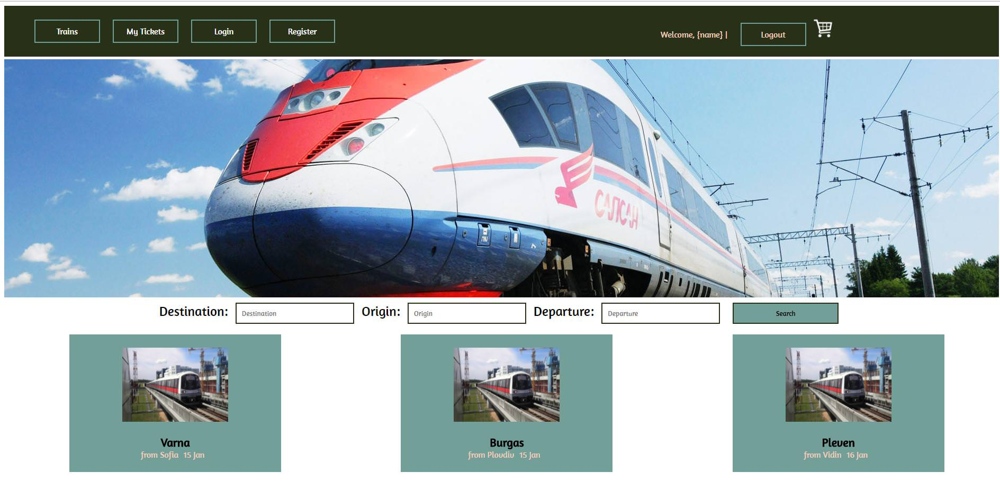 Trains My Tickets Login Register Welcome, {name} | Logout
САПСАН
Destination: Destination Origin: Origin Departure: Departure Search
Varna
from Sofia 15 Jan
Burgas
from Plovdiv 15 Jan
Pleven
from Vidin 16 Jan